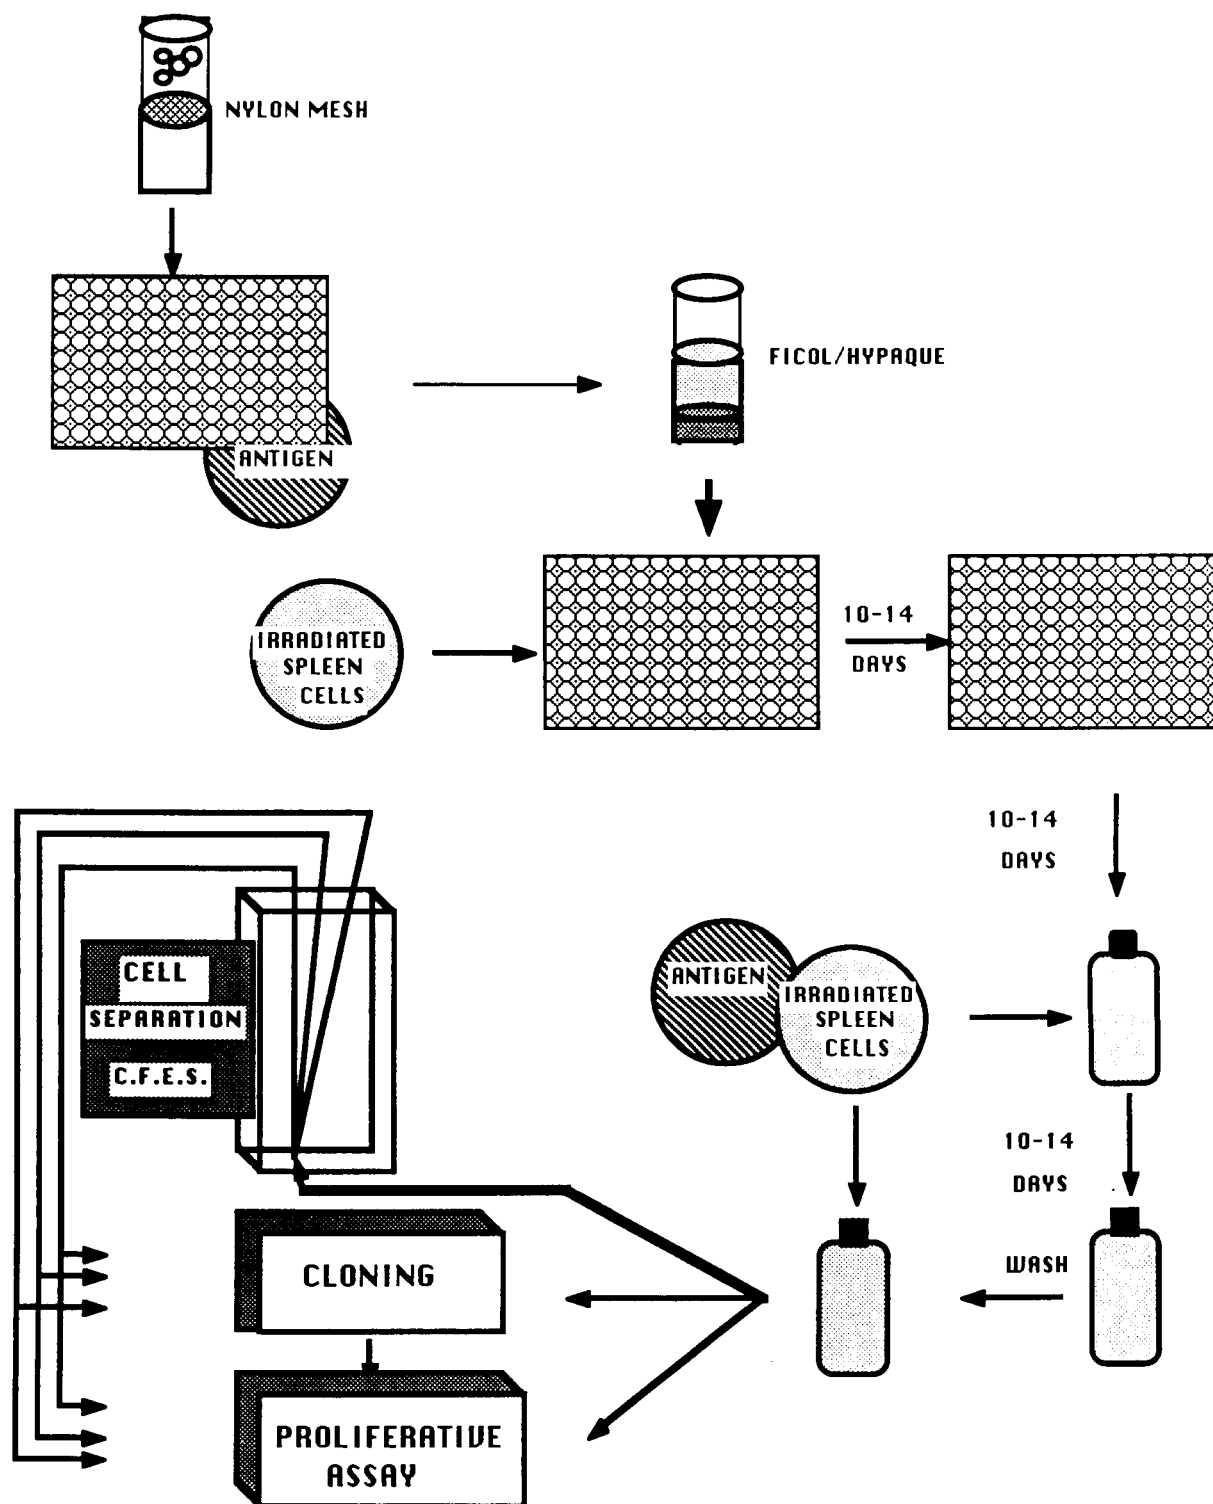 NYLON MESH
FICOL/HYPAQUE
ANTIGEN
IRRADIATED
SPLEEN
CELLS
10-14
DAYS
10-14
DAYS
CELL
SEPARATION
C.F.E.S.
ANTIGEN
IRRADIATED
SPLEEN
CELLS
10-14
DAYS
WASH
CLONING
PROLIFERATIVE
ASSAY